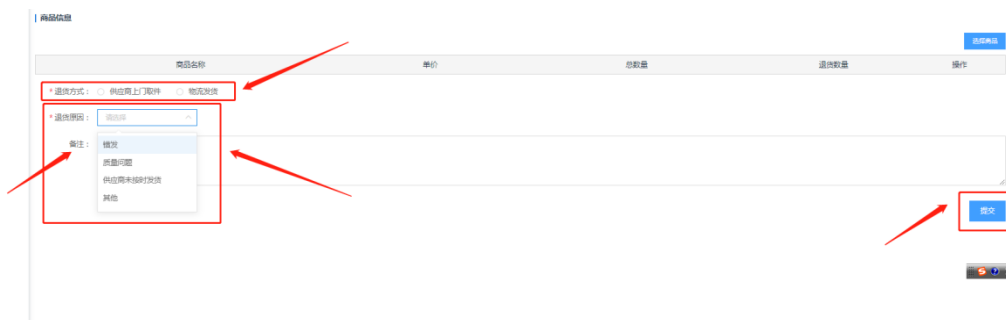 商品信息
选择商品
商品名称 单价 总数量 退货数量 操作
* 退货方式： 供应商上门取件 物流发货
* 退货原因： 请选择
备注：
错发
质量问题
供应商未按时发货
其他
提交